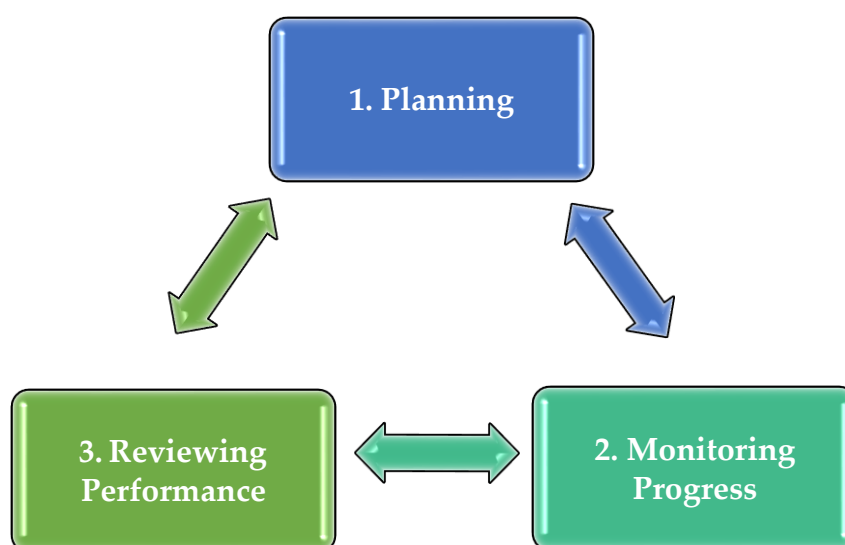 1. Planning
3. Reviewing
Performance
2. Monitoring
Progress